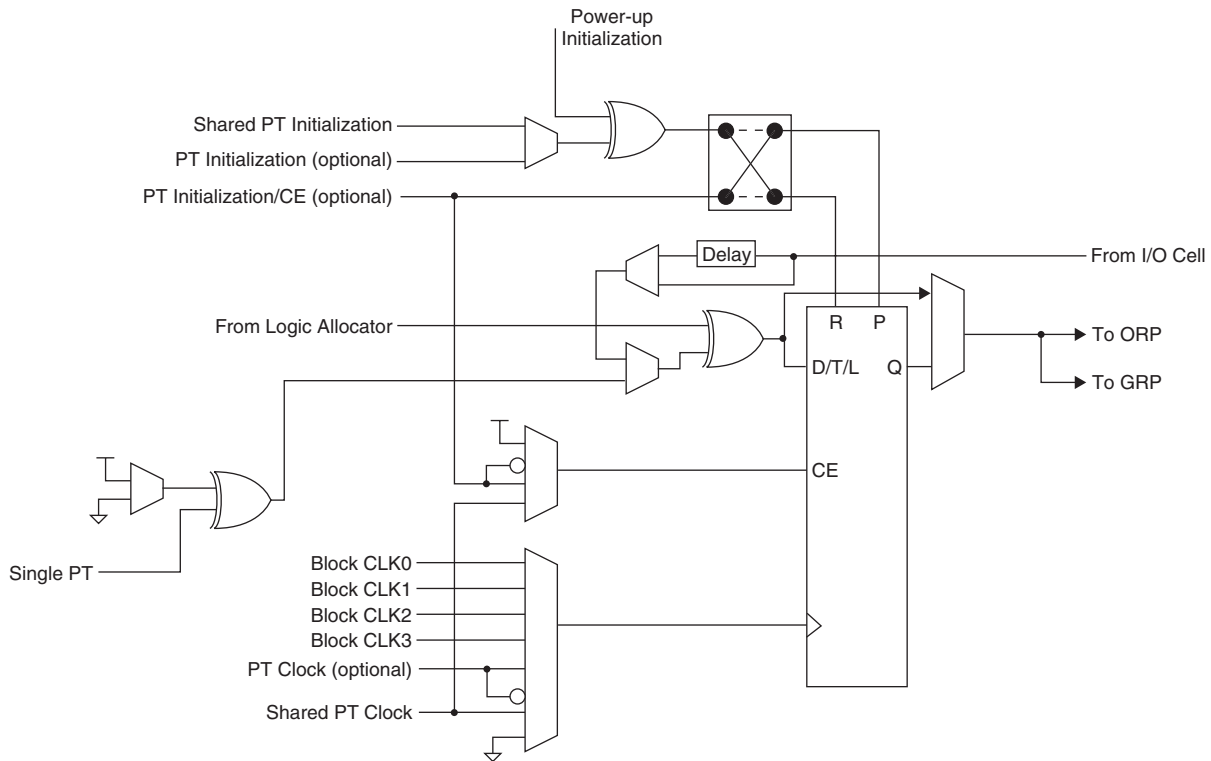 Power-up
Initialization
Shared PT Initialization
PT Initialization (optional)
PT Initialization/CE (optional)
Delay
From I/O Cell
From Logic Allocator
R P
To ORP
D/T/L Q
To GRP
CE
Single PT
Block CLK0
Block CLK1
Block CLK2
Block CLK3
PT Clock (optional)
Shared PT Clock